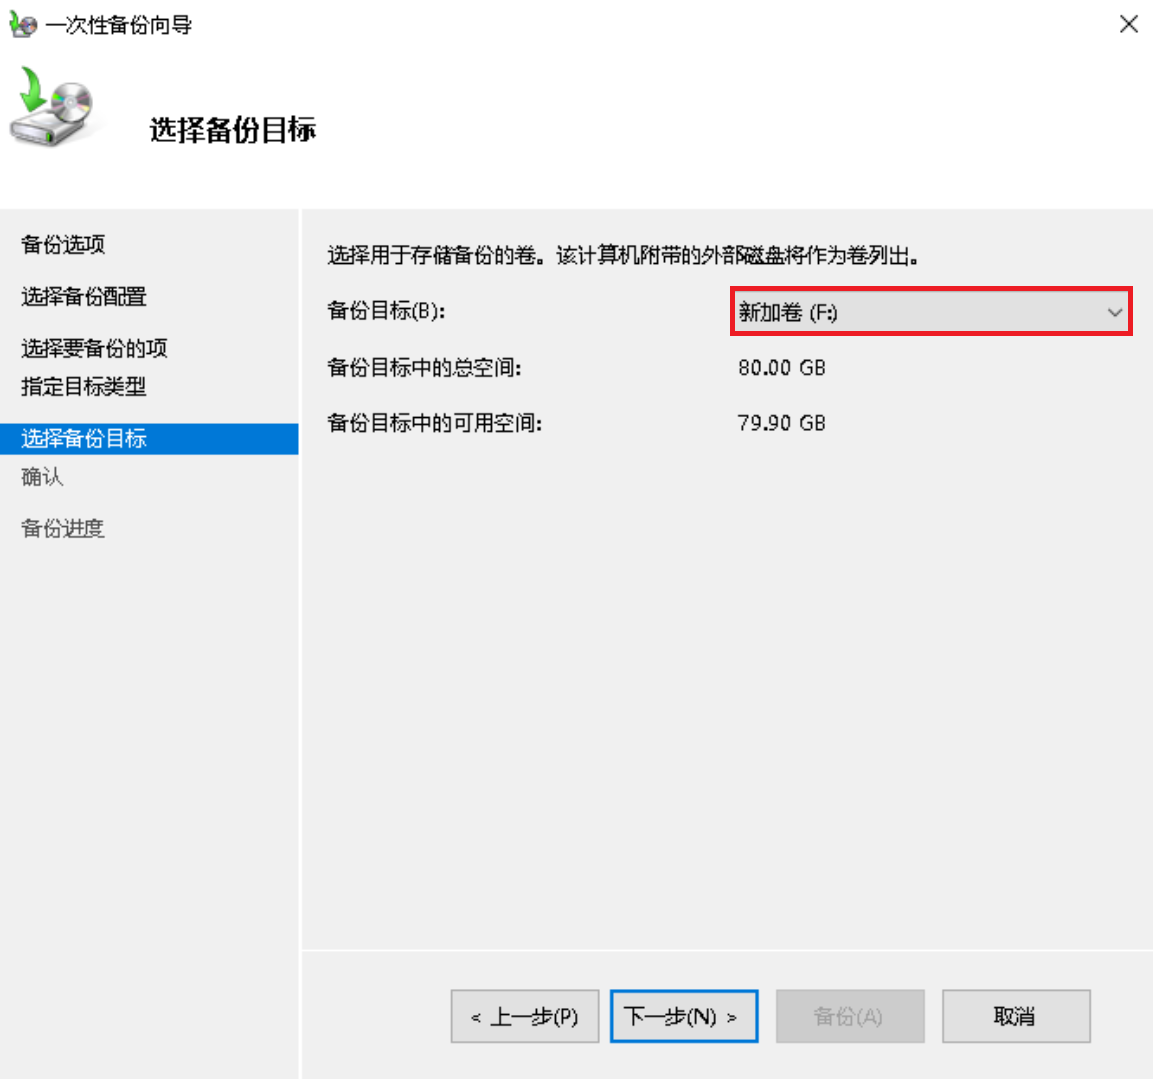 一次性备份向导
选择备份目标
备份选项
选择备份配置
选择要备份的项
指定目标类型
选择备份目标
确认
备份进度
选择用于存储备份的卷。该计算机附带的外部磁盘将作为卷列出。
备份目标(B): 新加卷 (F:)
备份目标中的总空间: 80.00 GB
备份目标中的可用空间: 79.90 GB
< 上一步(P) 下一步(N) > 备份(A) 取消